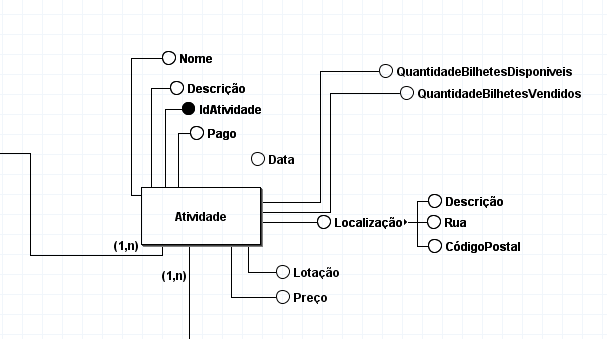 Nome
Descrição
IdAtividade
Pago
Data
QuantidadeBilhetesDisponiveis
QuantidadeBilhetesVendidos
Atividade
Localização
Descrição
Rua
CódigoPostal
(1,n)
(1,n)
Lotação
Preço